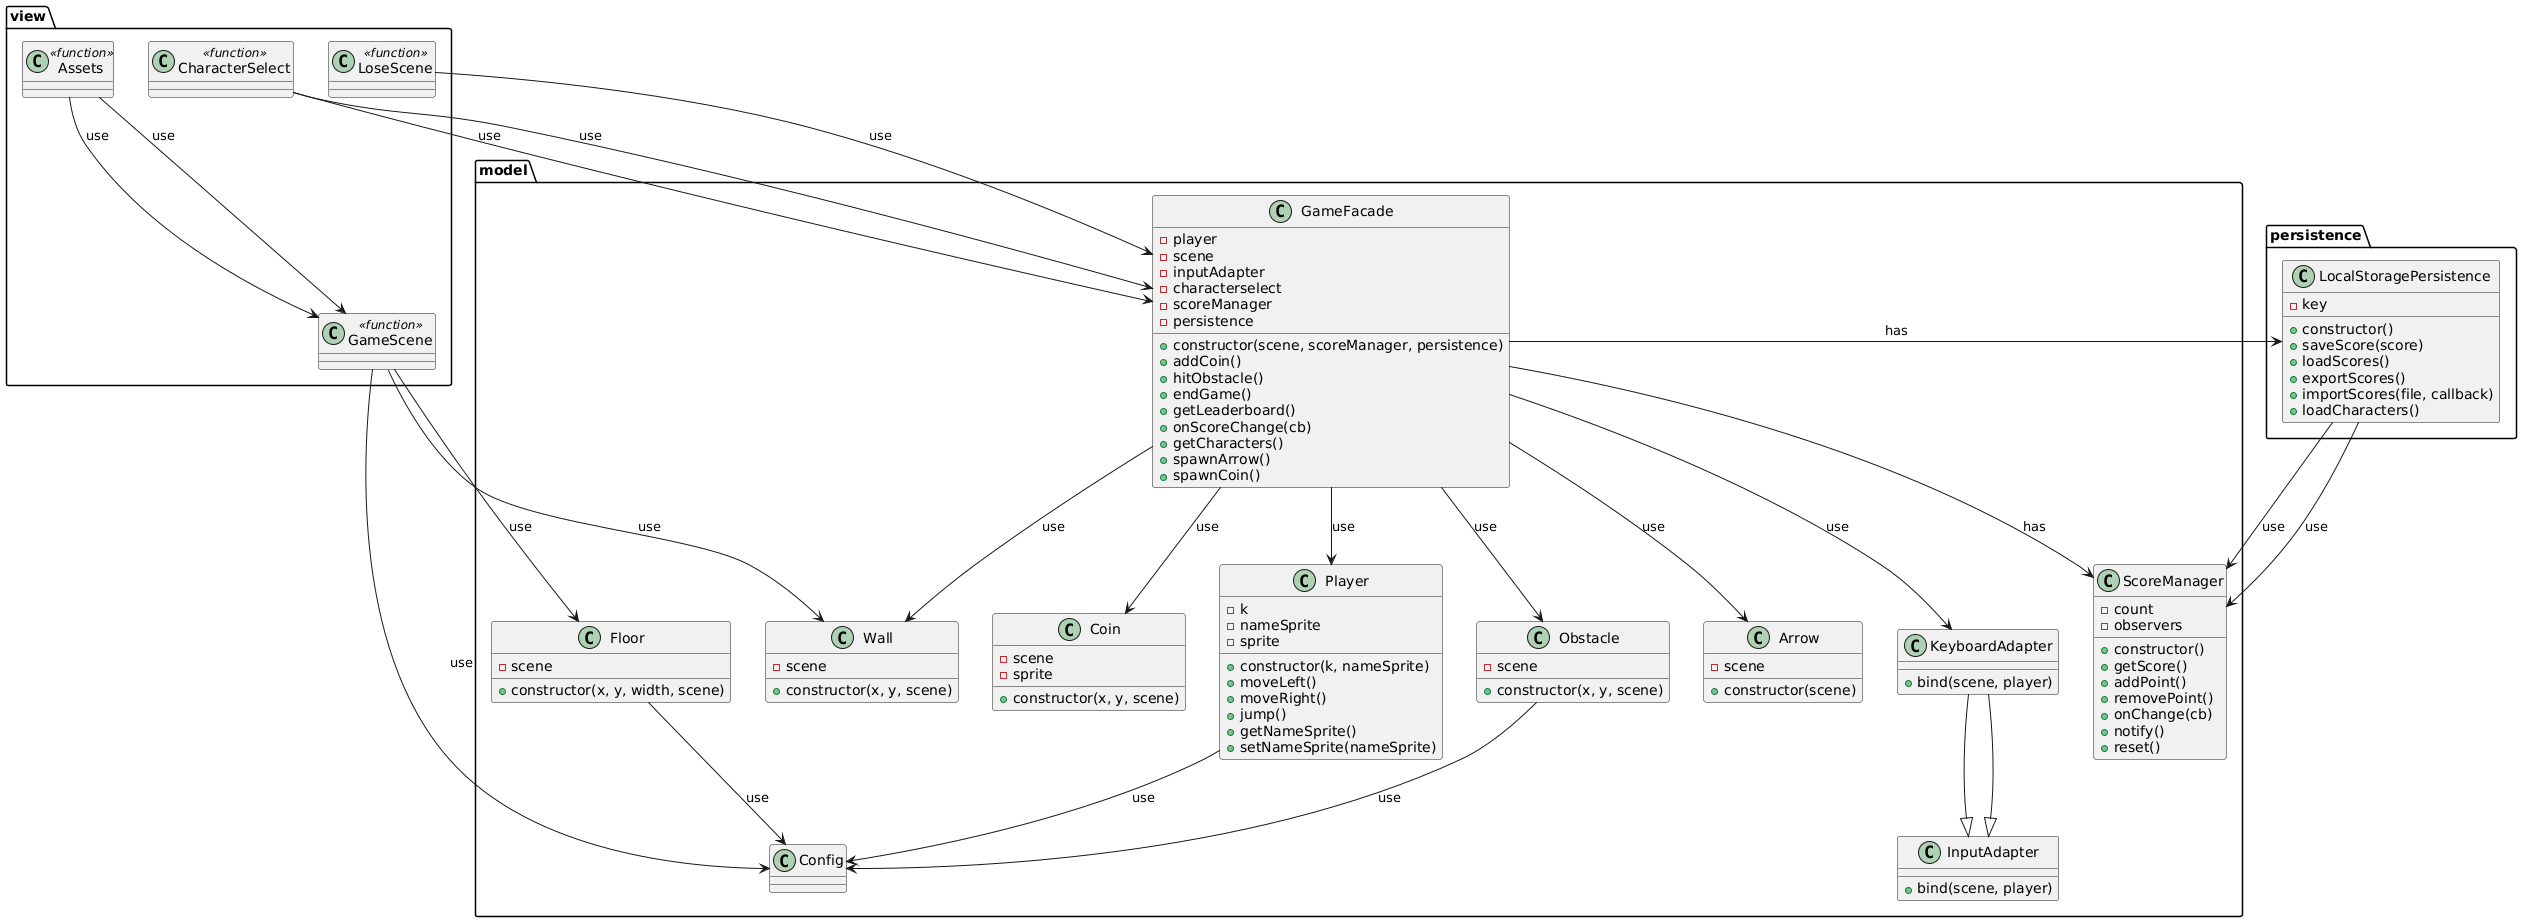 view
C «function» Assets
C «function» CharacterSelect
C «function» LoseScene
use
use
use
use
use
C «function» GameScene
model
C GameFacade
player
scene
inputAdapter
characterselect
scoreManager
persistence
constructor(scene, scoreManager, persistence)
addCoin()
hitObstacle()
endGame()
getLeaderboard()
onScoreChange(cb)
getCharacters()
spawnArrow()
spawnCoin()
has
persistence
C LocalStoragePersistence
key
constructor()
saveScore(score)
loadScores()
exportScores()
importScores(file, callback)
loadCharacters()
use
use
use
use
use
use
use
use
has
use
use
use
C Floor
scene
constructor(x, y, width, scene)
C Wall
scene
constructor(x, y, scene)
C Coin
scene
sprite
constructor(x, y, scene)
C Player
k
nameSprite
sprite
constructor(k, nameSprite)
moveLeft()
moveRight()
jump()
getNameSprite()
setNameSprite(nameSprite)
C Obstacle
scene
constructor(x, y, scene)
C Arrow
scene
constructor(scene)
C KeyboardAdapter
bind(scene, player)
C ScoreManager
count
observers
constructor()
getScore()
addPoint()
removePoint()
onChange(cb)
notify()
reset()
use
use
use
C Config
C InputAdapter
bind(scene, player)